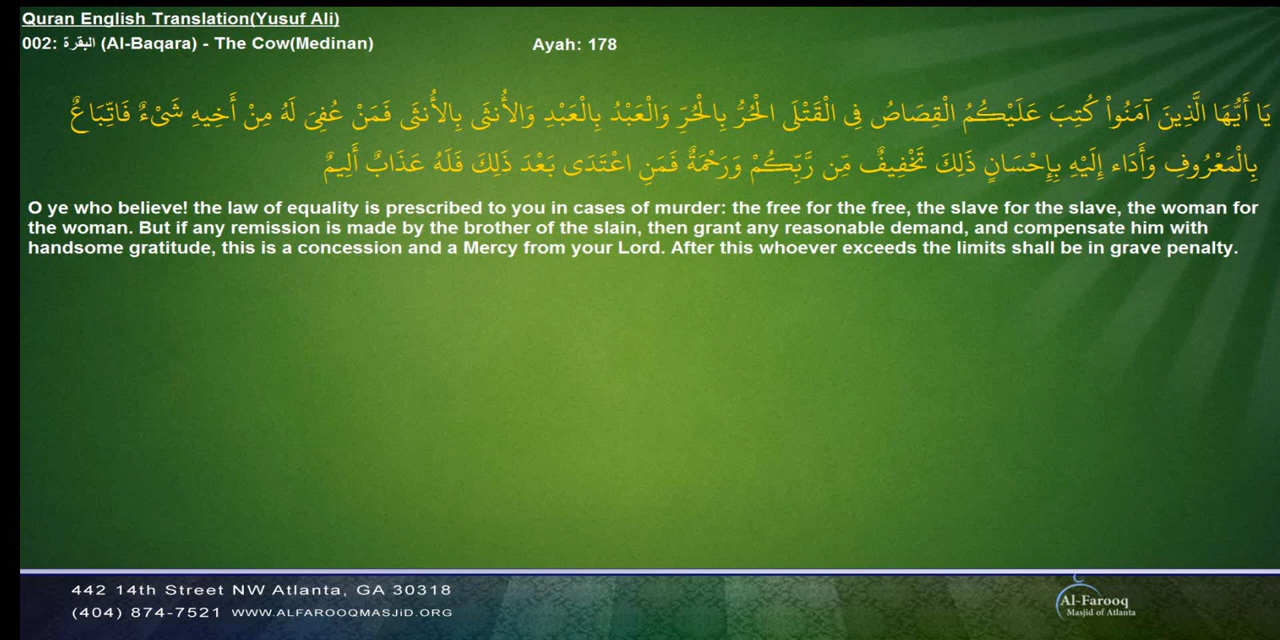 Quran English Translation(Yusuf Ali)
002: البقرة (Al-Baqara) - The Cow(Medinan) Ayah: 178
يَا أَيُّهَا الَّذِينَ آمَنُواْ كُتِبَ عَلَيْكُمُ الْقِصَاصُ فِي الْقَتْلَى الْحُرُّ بِالْحُرِّ وَالْعَبْدُ بِالْعَبْدِ وَالأُنثَى بِالأُنثَى فَمَنْ عُفِيَ لَهُ مِنْ أَخِيهِ شَيْءٌ فَاتِّبَاعٌ
بِالْمَعْرُوفِ وَأَدَاء إِلَيْهِ بِإِحْسَانٍ ذَلِكَ تَخْفِيفٌ مِّن رَّبِّكُمْ وَرَحْمَةٌ فَمَنِ اعْتَدَى بَعْدَ ذَلِكَ فَلَهُ عَذَابٌ أَلِيمٌ
O ye who believe! the law of equality is prescribed to you in cases of murder: the free for the free, the slave for the slave, the woman for
the woman. But if any remission is made by the brother of the slain, then grant any reasonable demand, and compensate him with
handsome gratitude, this is a concession and a Mercy from your Lord. After this whoever exceeds the limits shall be in grave penalty.
442 14th Street NW Atlanta, GA 30318
(404) 874-7521 WWW.ALFAROOQMASJiD.ORG
Al-Farooq
Masjid of Atlanta